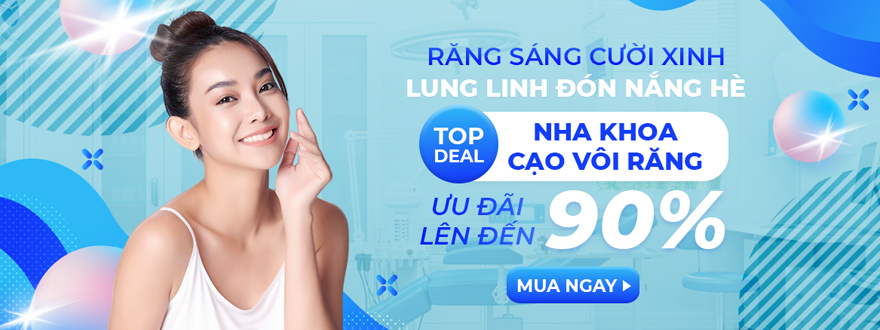 RĂNG SÁNG CƯỜI XINH
LUNG LINH ĐÓN NẮNG HÈ
TOP
DEAL
NHA KHOA
CẠO VÔI RĂNG
ƯU ĐÃI
LÊN ĐẾN
90%
MUA NGAY